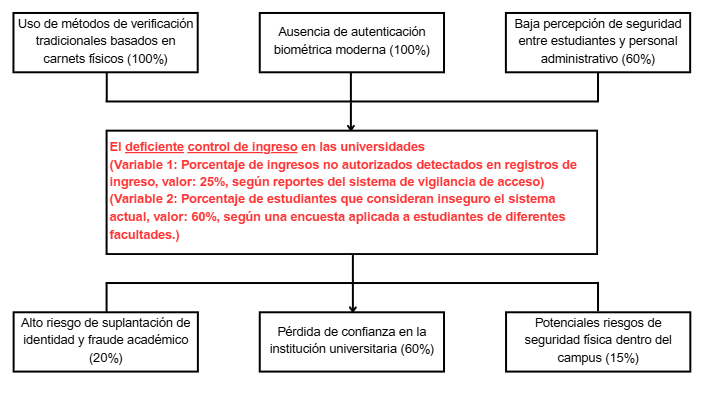 Uso de métodos de verificación
tradicionales basados en
carnets físicos (100%)
Ausencia de autenticación
biométrica moderna (100%)
Baja percepción de seguridad
entre estudiantes y personal
administrativo (60%)
El deficiente control de ingreso en las universidades
(Variable 1: Porcentaje de ingresos no autorizados detectados en registros de
ingreso, valor: 25%, según reportes del sistema de vigilancia de acceso)
(Variable 2: Porcentaje de estudiantes que consideran inseguro el sistema
actual, valor: 60%, según una encuesta aplicada a estudiantes de diferentes
facultades.)
Alto riesgo de suplantación de
identidad y fraude académico
(20%)
Pérdida de confianza en la
institución universitaria (60%)
Potenciales riesgos de
seguridad física dentro del
campus (15%)